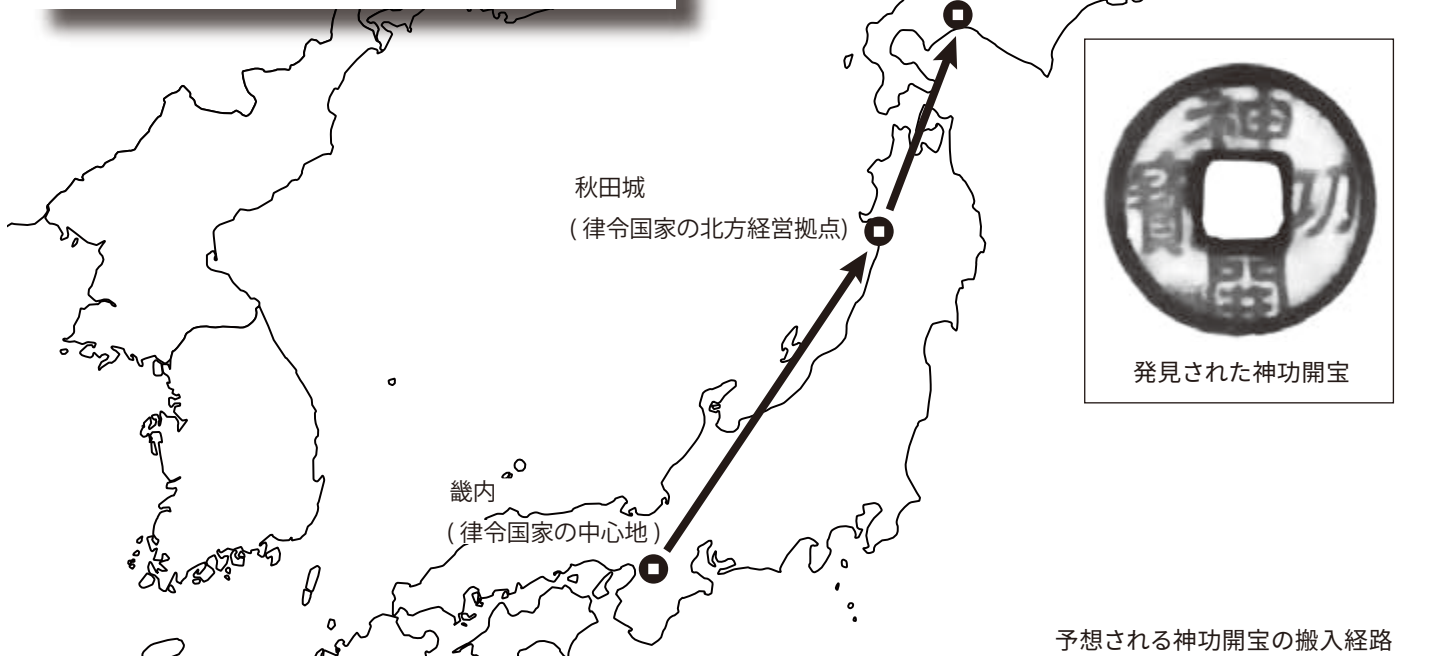 秋田城
( 律令国家の北方経営拠点)
畿内
( 律令国家の中心地 )
神功開寳
発見された神功開宝
予想される神功開宝の搬入経路